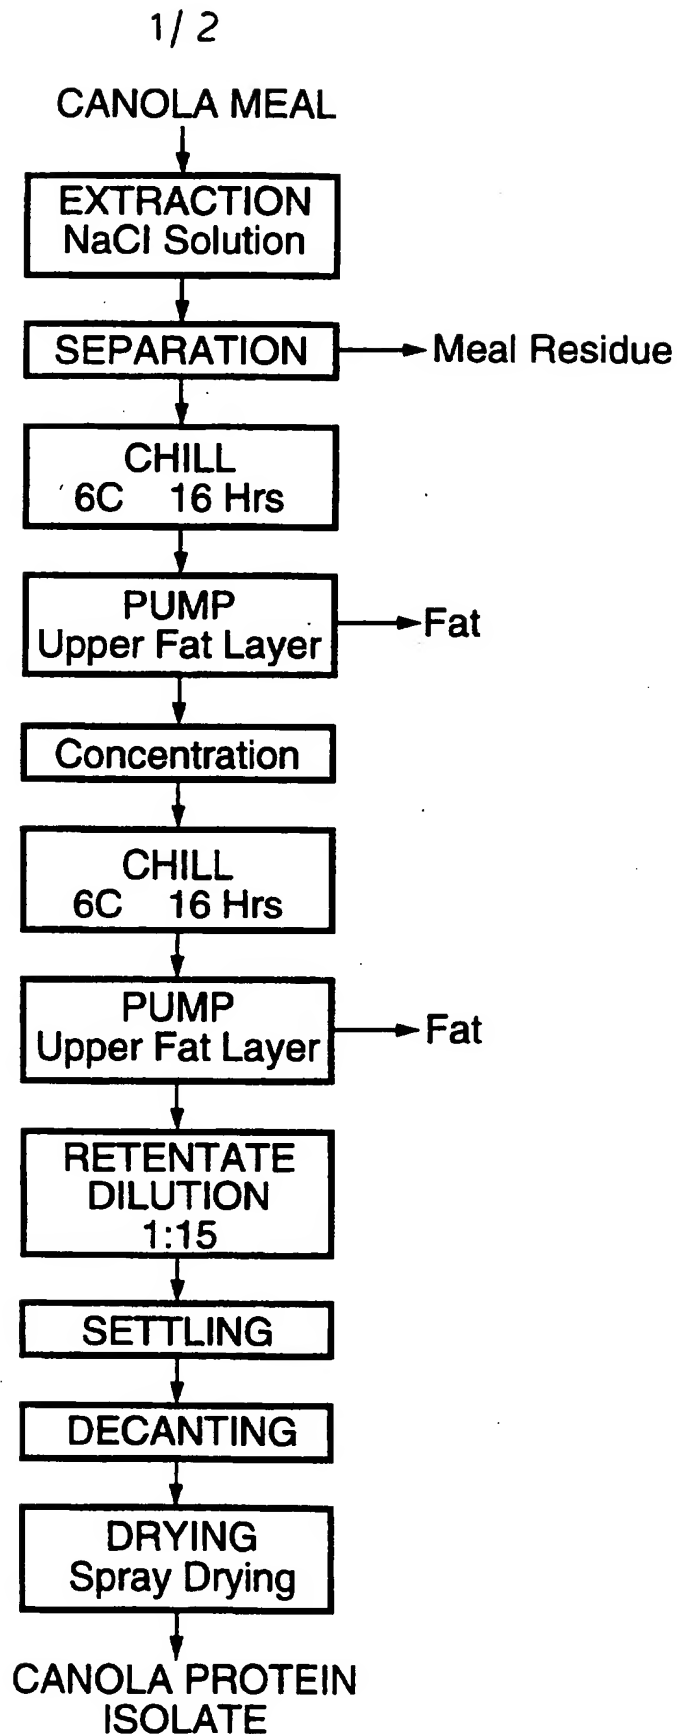 1/2
CANOLA MEAL
EXTRACTION
NaCl Solution
SEPARATION
Meal Residue
CHILL
6C 16 Hrs
PUMP
Upper Fat Layer
Fat
Concentration
CHILL
6C 16 Hrs
PUMP
Upper Fat Layer
Fat
RETENTATE
DILUTION
1:15
SETTLING
DECANTING
DRYING
Spray Drying
CANOLA PROTEIN
ISOLATE